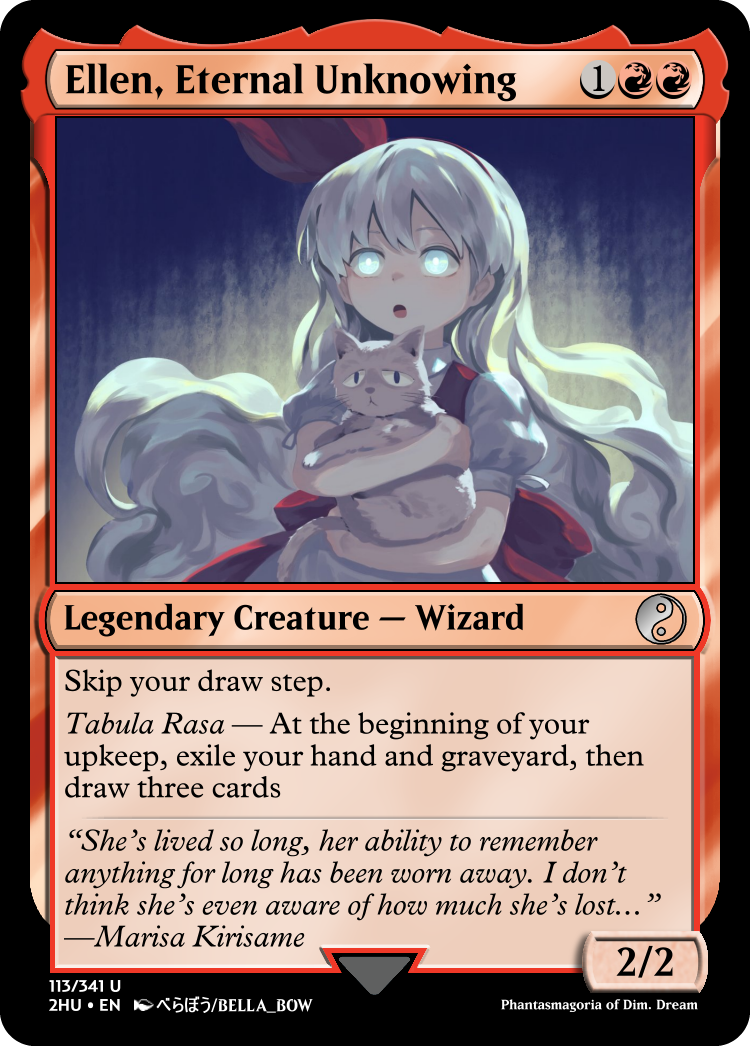 Ellen, Eternal Unknowing 1
Legendary Creature — Wizard
Skip your draw step.
Tabula Rasa — At the beginning of your
upkeep, exile your hand and graveyard, then
draw three cards
“She’s lived so long, her ability to remember
anything for long has been worn away. I don’t
think she’s even aware of how much she’s lost...”
—Marisa Kirisame
2/2
113/341 U
2HU • EN べらぼう/BELLA_BOW
Phantasmagoria of Dim. Dream